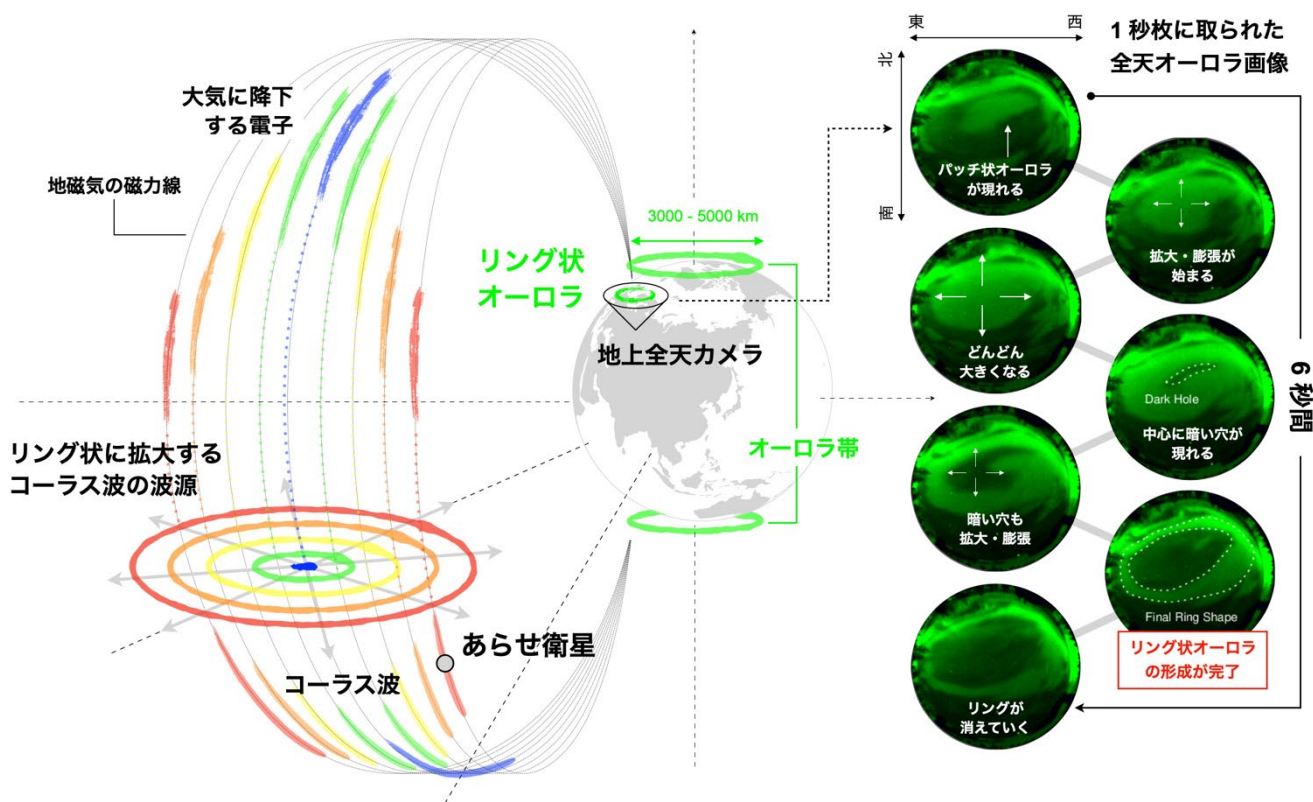 大気に降下
する電子
地磁気の磁力線
3000 - 5000 km
リング状
オーロラ
地上全天カメラ
オーロラ帯
リング状に拡大する
コーラス波の波源
あらせ衛星
コーラス波
東
西
北
南
1 秒枚に取られた
全天オーロラ画像
パッチ状オーロラ
が現れる
拡大・膨張が
始まる
どんどん
大きくなる
Dark Hole
中心に暗い穴が
現れる
暗い穴も
拡大・膨張
Final Ring Shape
リング状オーロラ
の形成が完了
リングが
消えていく
6 秒間